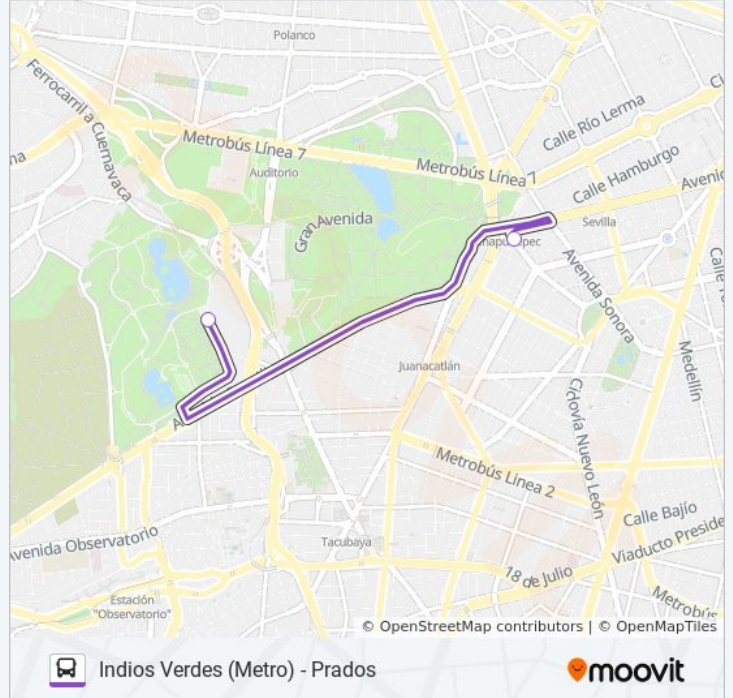 Polanco
Ferrocarril a Cuernavaca
Calle Río Lerma
Metrobús Línea 7
Auditorio
Metrobús Línea 7
Calle Hamburgo
Gran Avenida
Sevilla
Avenida Sonora
Medellín
Juanacatlán
Ciclovía Nuevo León
Metrobús Línea 2
Calle Bajío
Avenida Observatorio
Tacubaya
18 de Julio
Viaducto Preside
Estación
"Observatorio"
Metrobús
© OpenStreetMap contributors | © OpenMapTiles
Indios Verdes (Metro) - Prados
moovit